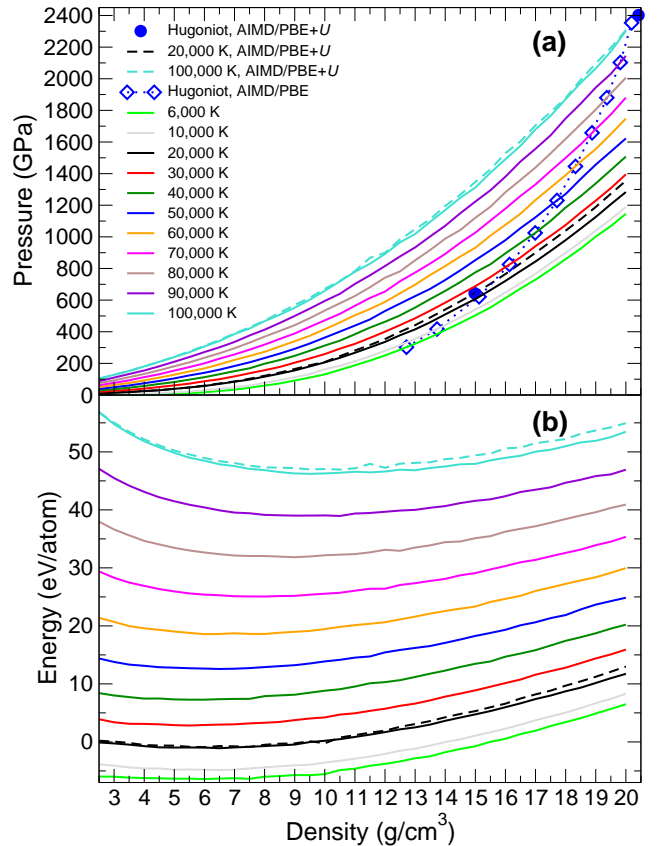 2400
2200
2000
1800
1600
1400
1200
1000
800
600
400
200
0
Pressure (GPa)
(a)
Hugoniot, AIMD/PBE+U
20,000 K, AIMD/PBE+U
100,000 K, AIMD/PBE+U
Hugoniot, AIMD/PBE
6,000 K
10,000 K
20,000 K
30,000 K
40,000 K
50,000 K
60,000 K
70,000 K
80,000 K
90,000 K
100,000 K
(b)
50
40
30
20
10
0
Energy (eV/atom)
3 4 5 6 7 8 9 10 11 12 13 14 15 16 17 18 19 20
Density (g/cm³)